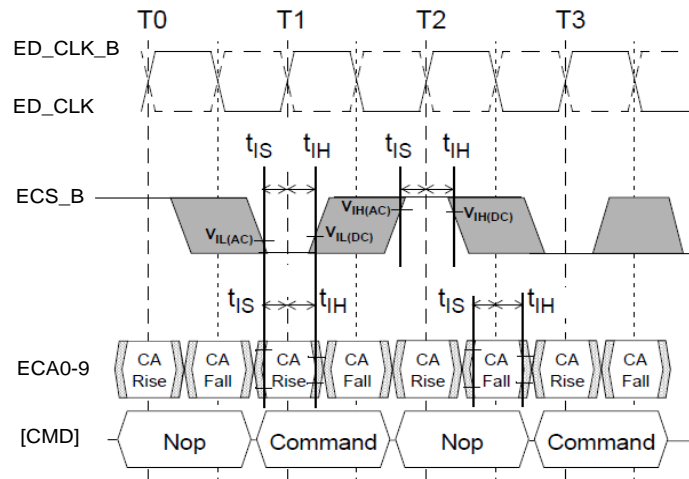 T0 T1 T2 T3
ED_CLK_B
ED_CLK
tIS tIH tIS tIH
ECS_B
VIL(AC) VIL(DC) VIH(AC) VIH(DC)
tIS tIH tIS tIH
ECA0-9
CA Rise CA Fall CA Rise CA Fall CA Rise CA Fall CA Rise CA Fall
[CMD] Nop Command Nop Command